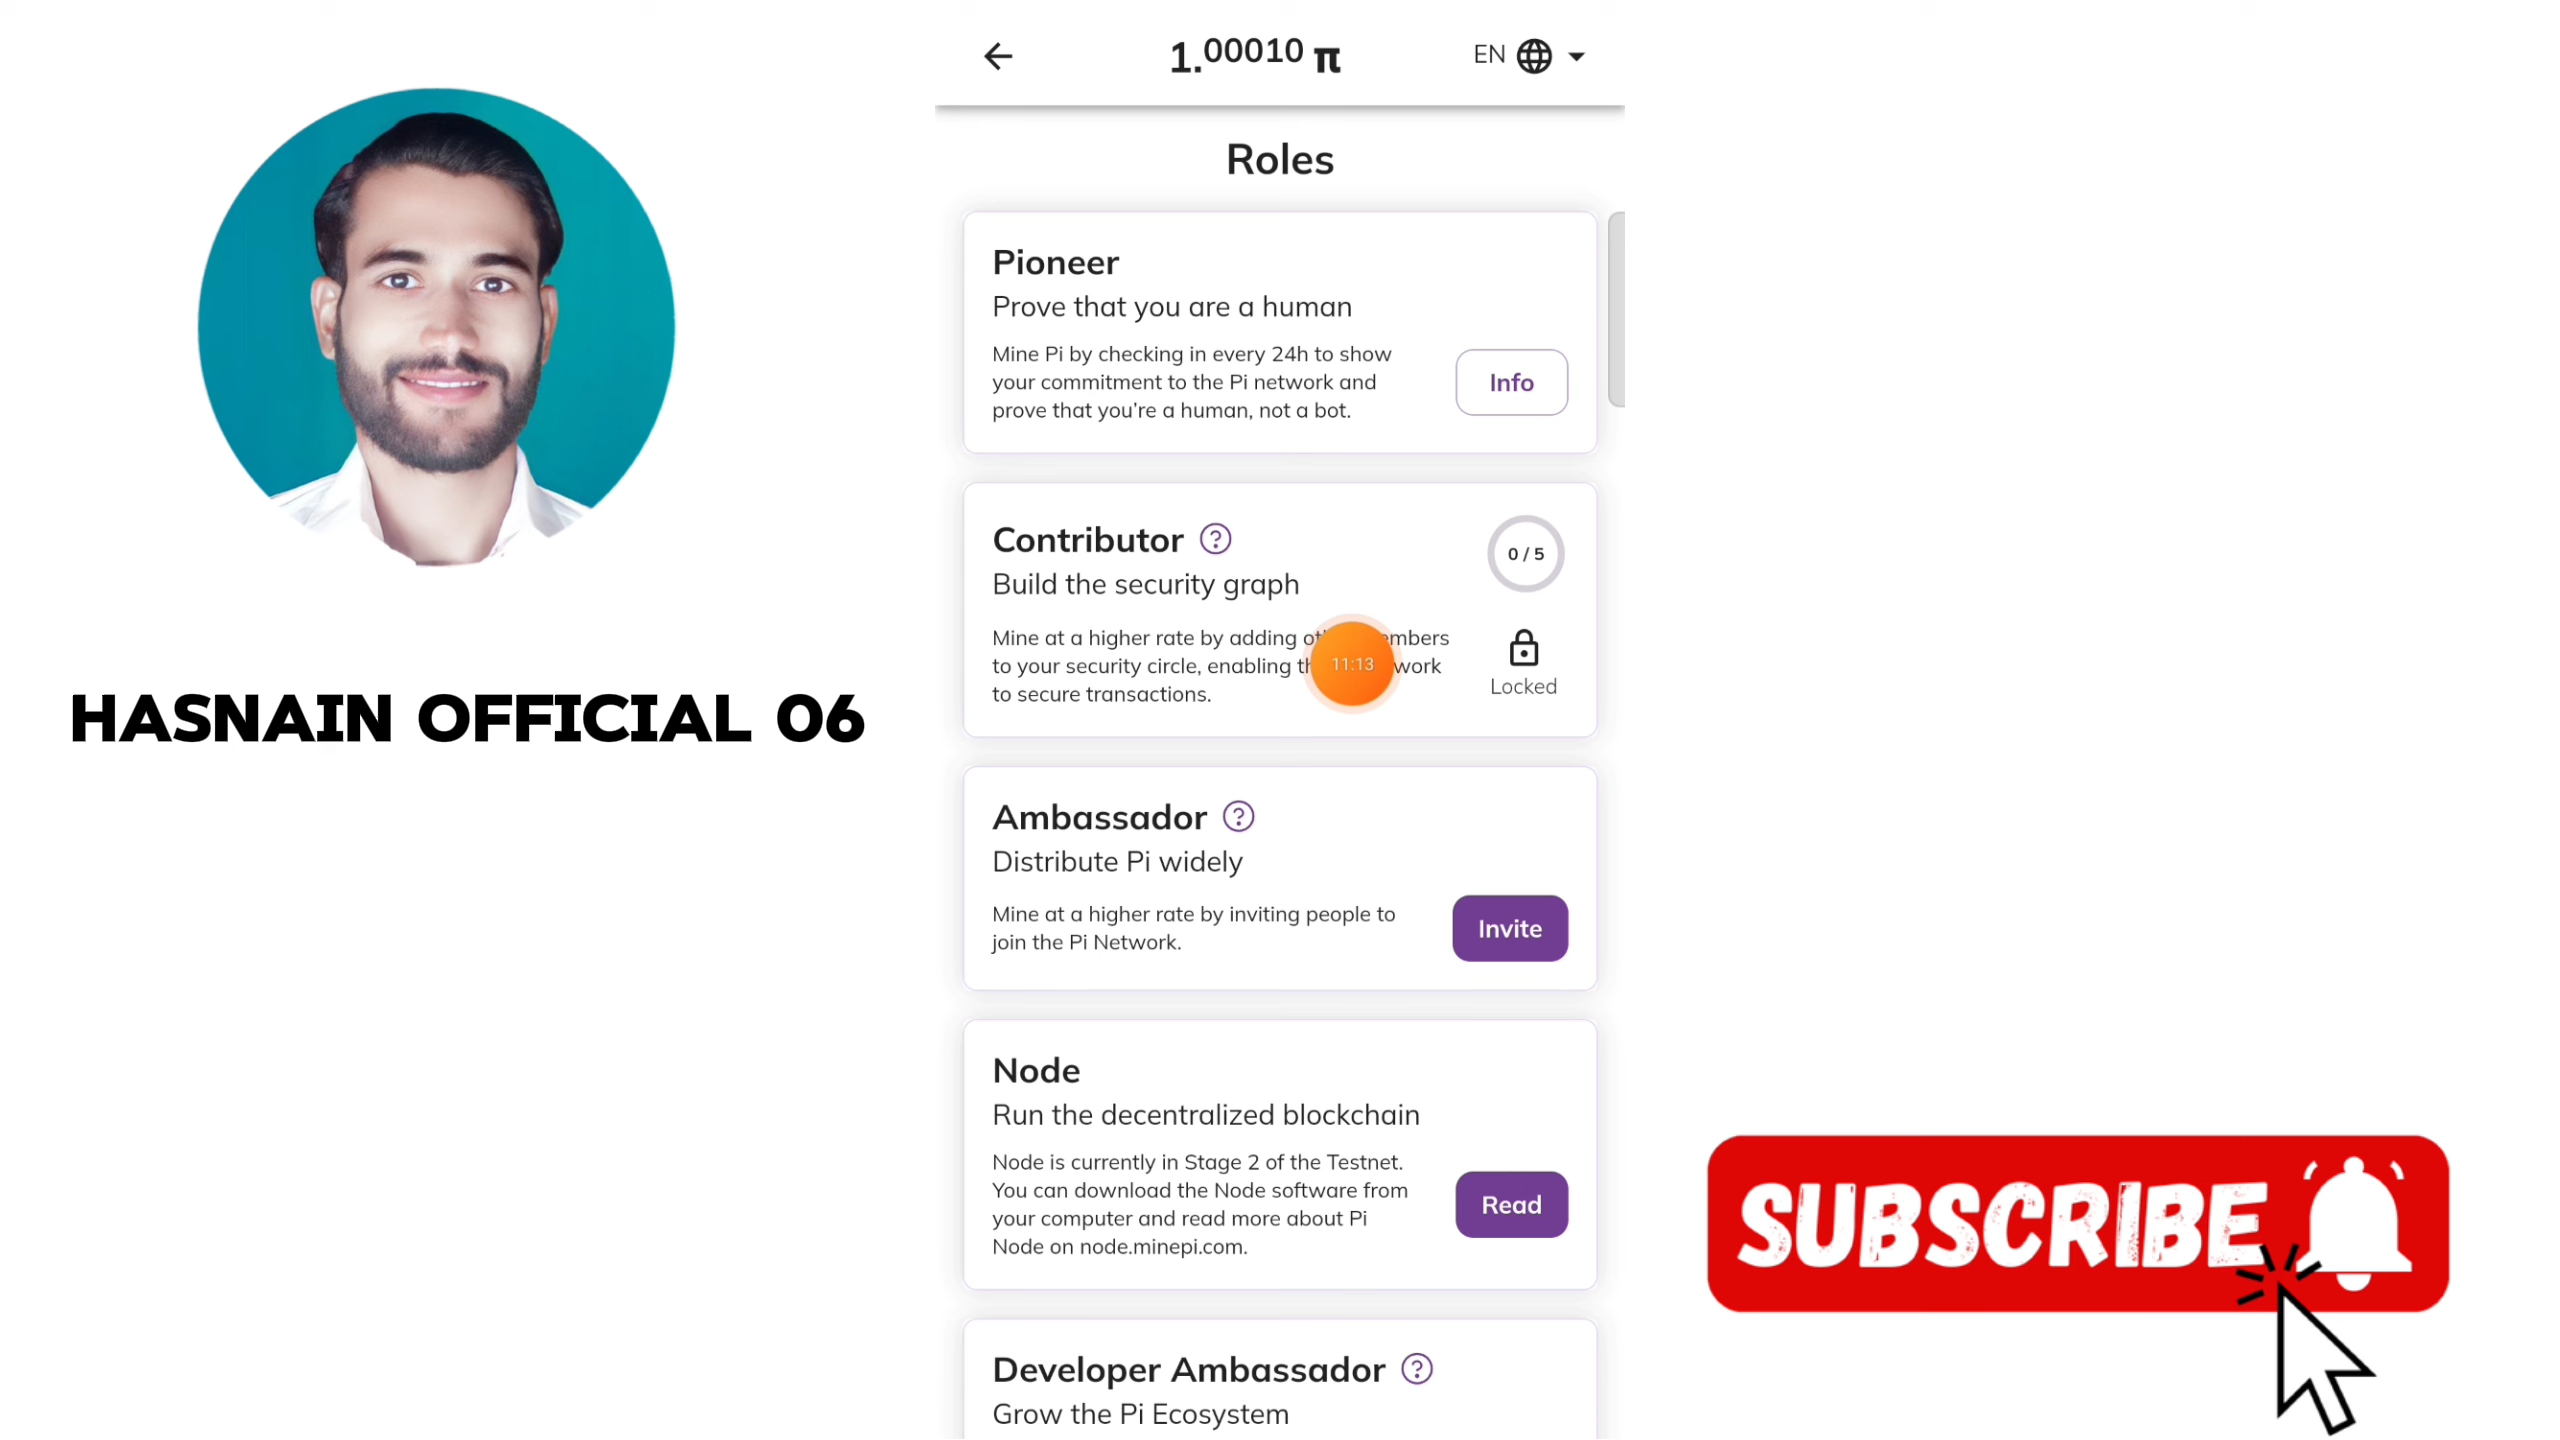 1.00010 π
EN
Roles
Pioneer
Prove that you are a human
Mine Pi by checking in every 24h to show
your commitment to the Pi network and
prove that you’re a human, not a bot.
Info
Contributor ?
0 / 5
Build the security graph
Mine at a higher rate by adding
to your security circle, enabling
to secure transactions.
11:13
Locked
Ambassador ?
Distribute Pi widely
Mine at a higher rate by inviting people to
join the Pi Network.
Invite
Node
Run the decentralized blockchain
Node is currently in Stage 2 of the Testnet.
You can download the Node software from
your computer and read more about Pi
Node on node.minepi.com.
Read
Developer Ambassador ?
Grow the Pi Ecosystem
HASNAIN OFFICIAL 06
SUBSCRIBE